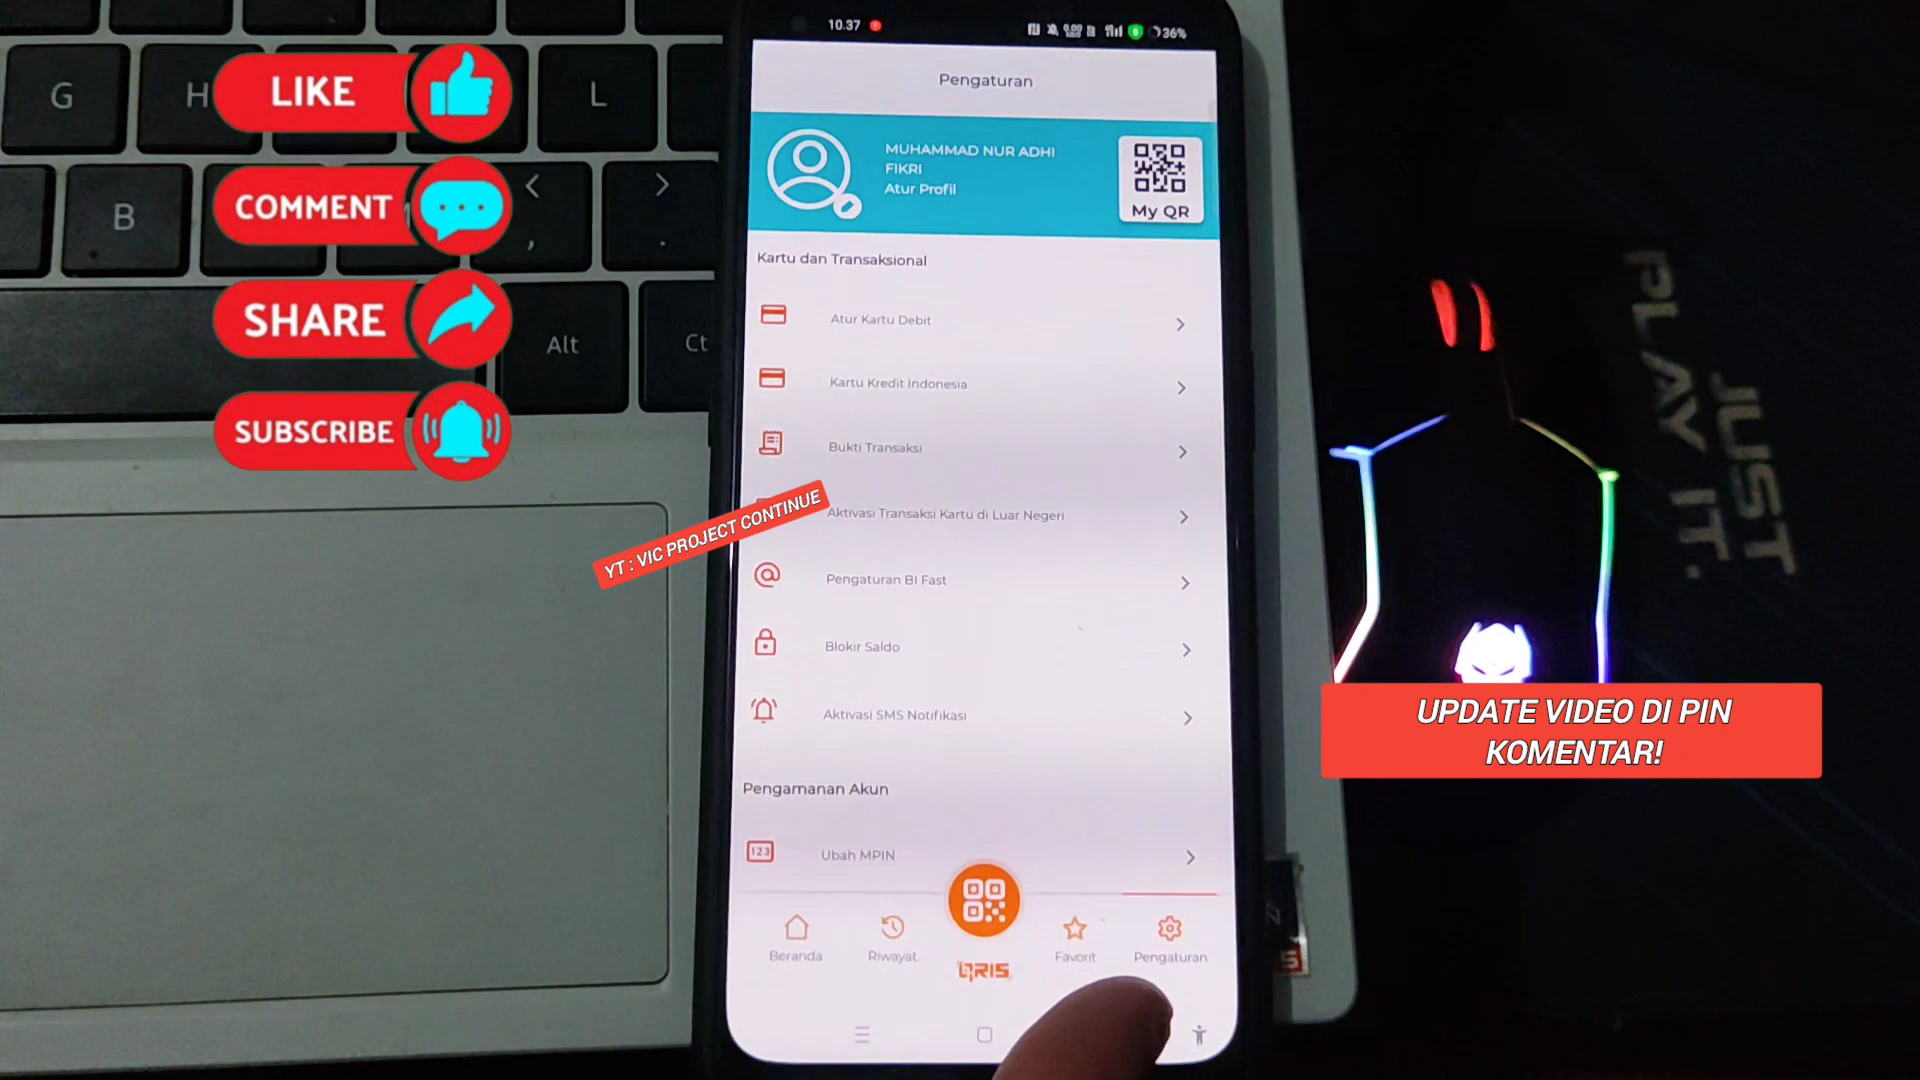 G
H
L
B
<
,
>
.
Alt
Ct
LIKE
COMMENT
SHARE
SUBSCRIBE
10.37
36%
Pengaturan
MUHAMMAD NUR ADHI
FIKRI
Atur Profil
My QR
Kartu dan Transaksional
Atur Kartu Debit
Kartu Kredit Indonesia
Bukti Transaksi
Aktivasi Transaksi Kartu di Luar Negeri
Pengaturan BI Fast
Blokir Saldo
Aktivasi SMS Notifikasi
Pengamanan Akun
123
Ubah MPIN
Beranda
Riwayat
QRIS
Favorit
Pengaturan
YT : VIC PROJECT CONTINUE
JUST
PLAY IT.
UPDATE VIDEO DI PIN
KOMENTAR!
5